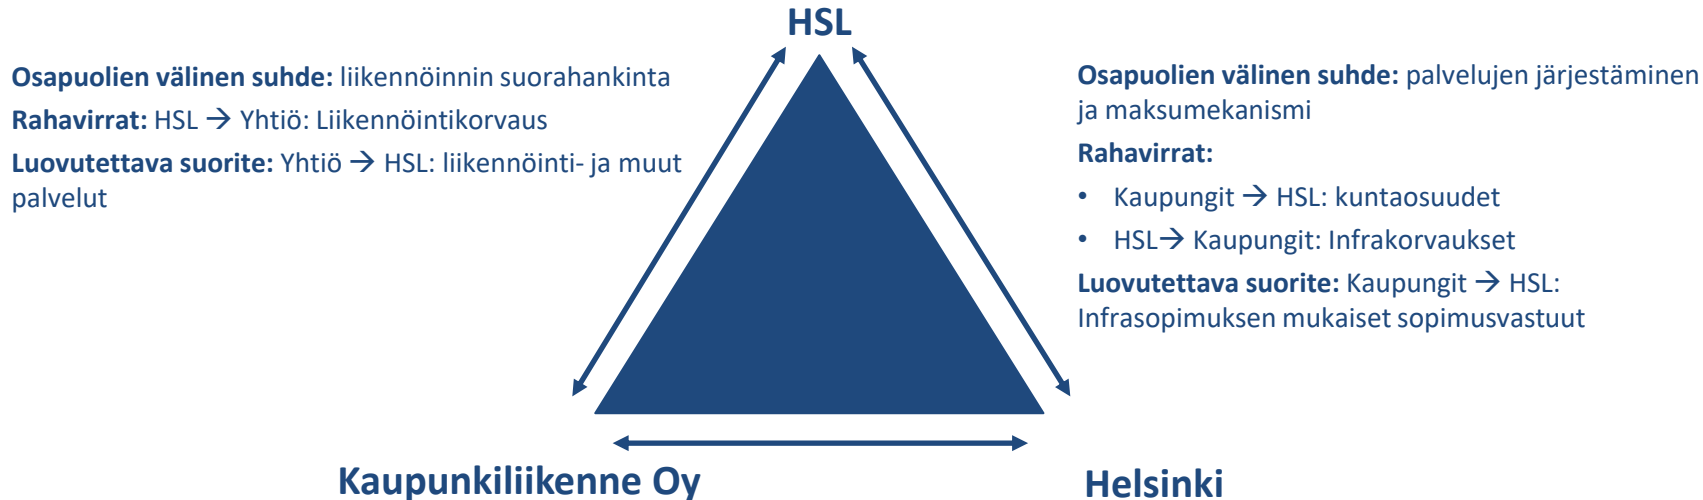 HSL
Osapuolien välinen suhde: liikennöinnin suorahankinta
Rahavirrat: HSL → Yhtiö: Liikennöintikorvaus
Luovutettava suorite: Yhtiö → HSL: liikennöinti- ja muut
palvelut
Osapuolien välinen suhde: palvelujen järjestäminen
ja maksumekanismi
Rahavirrat:
• Kaupungit → HSL: kuntaosuudet
• HSL→ Kaupungit: Infrakorvaukset
Luovutettava suorite: Kaupungit → HSL:
Infrasopimuksen mukaiset sopimusvastuut
Kaupunkiliikenne Oy
Helsinki